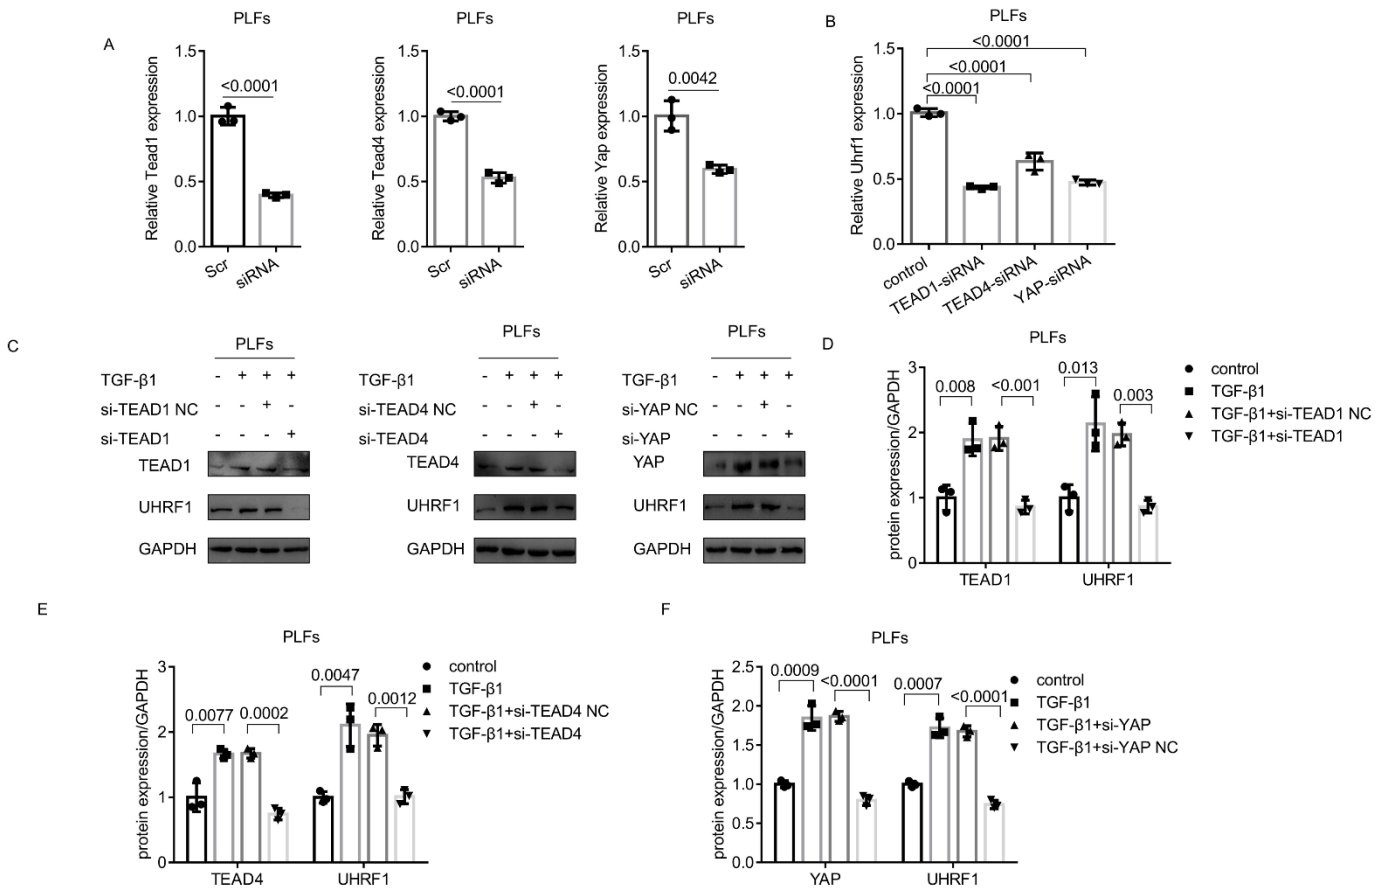 A
PLFs
Relative Tead1 expression
1.5
1.0
0.5
0.0
<0.0001
Scr
siRNA
PLFs
Relative Tead4 expression
1.5
1.0
0.5
0.0
<0.0001
Scr
siRNA
PLFs
Relative Yap expression
1.5
1.0
0.5
0.0
0.0042
Scr
siRNA
B
PLFs
Relative Uhrf1 expression
1.5
1.0
0.5
0.0
<0.0001
<0.0001
<0.0001
control
TEAD1-siRNA
TEAD4-siRNA
YAP-siRNA
C
PLFs
TGF-β1 - + + +
si-TEAD1 NC +
si-TEAD1 +
TEAD1
UHRF1
GAPDH
PLFs
TGF-β1 - + + +
si-TEAD4 NC +
si-TEAD4 +
TEAD4
UHRF1
GAPDH
PLFs
TGF-β1 - + + +
si-YAP NC +
si-YAP +
YAP
UHRF1
GAPDH
D
PLFs
protein expression/GAPDH
3
2
1
0
0.008
<0.001
0.013
0.003
TEAD1
UHRF1
control
TGF-β1
TGF-β1+si-TEAD1 NC
TGF-β1+si-TEAD1
E
PLFs
protein expression/GAPDH
3
2
1
0
0.0077
0.0002
0.0047
0.0012
TEAD4
UHRF1
control
TGF-β1
TGF-β1+si-TEAD4 NC
TGF-β1+si-TEAD4
F
PLFs
protein expression/GAPDH
2.5
2.0
1.5
1.0
0.5
0.0
0.0009
<0.0001
0.0007
<0.0001
YAP
UHRF1
control
TGF-β1
TGF-β1+si-YAP
TGF-β1+si-YAP NC